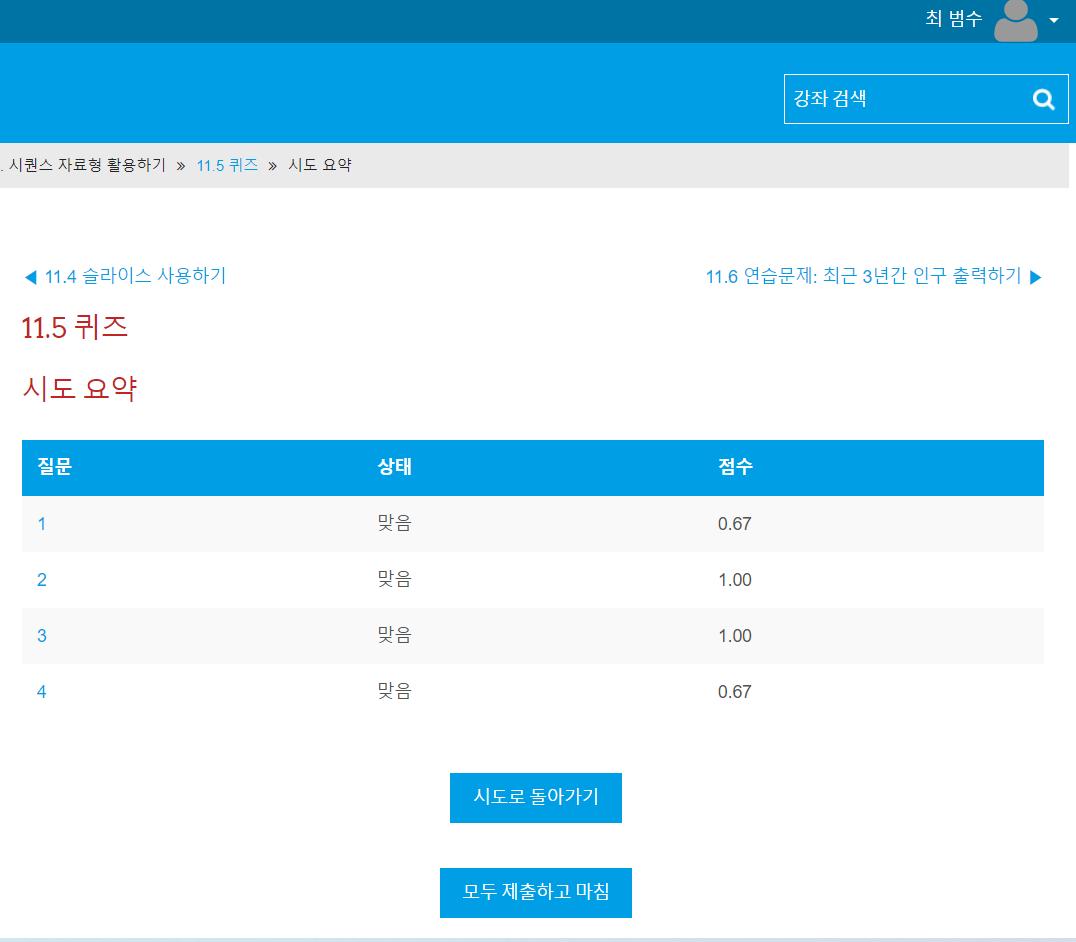 최 범수
강좌 검색
. 시퀀스 자료형 활용하기 » 11.5 퀴즈 » 시도 요약
◀ 11.4 슬라이스 사용하기
11.6 연습문제: 최근 3년간 인구 출력하기 ▶
11.5 퀴즈
시도 요약
질문 상태 점수
1 맞음 0.67
2 맞음 1.00
3 맞음 1.00
4 맞음 0.67
시도로 돌아가기
모두 제출하고 마침